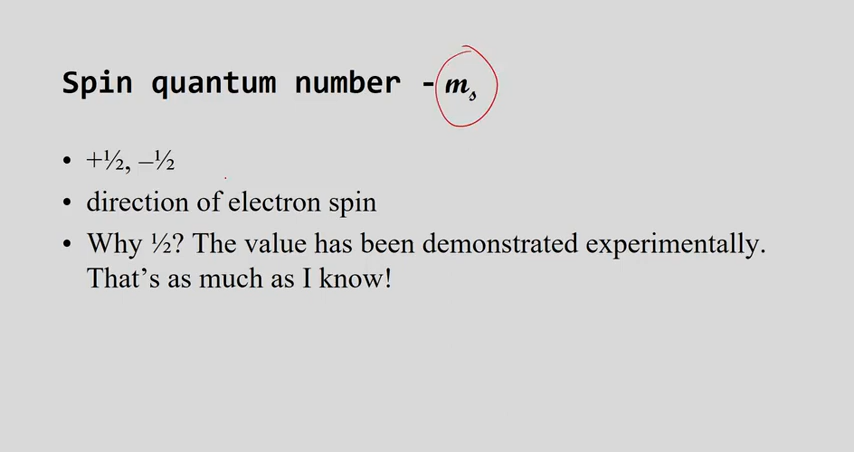 Spin quantum number - mₛ
• +½, –½
• direction of electron spin
• Why ½? The value has been demonstrated experimentally.
That’s as much as I know!